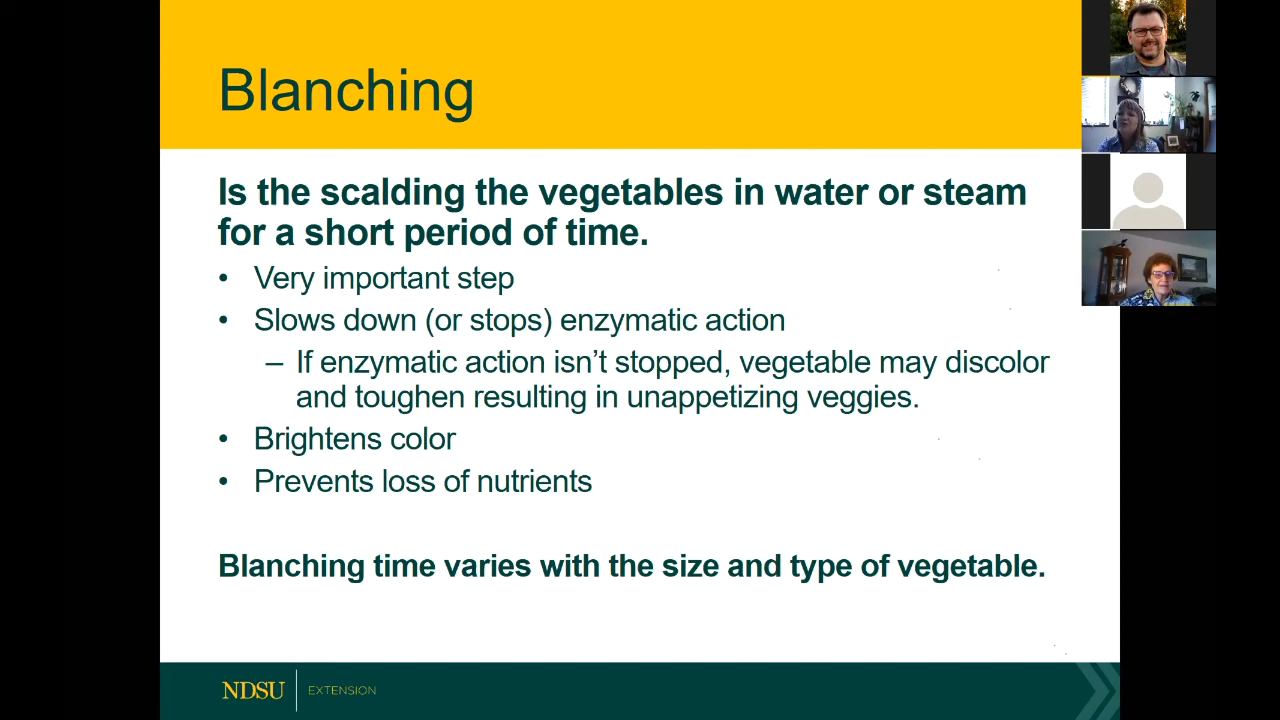 Blanching
Is the scalding the vegetables in water or steam
for a short period of time.
• Very important step
• Slows down (or stops) enzymatic action
– If enzymatic action isn’t stopped, vegetable may discolor
and toughen resulting in unappetizing veggies.
• Brightens color
• Prevents loss of nutrients
Blanching time varies with the size and type of vegetable.
NDSU EXTENSION